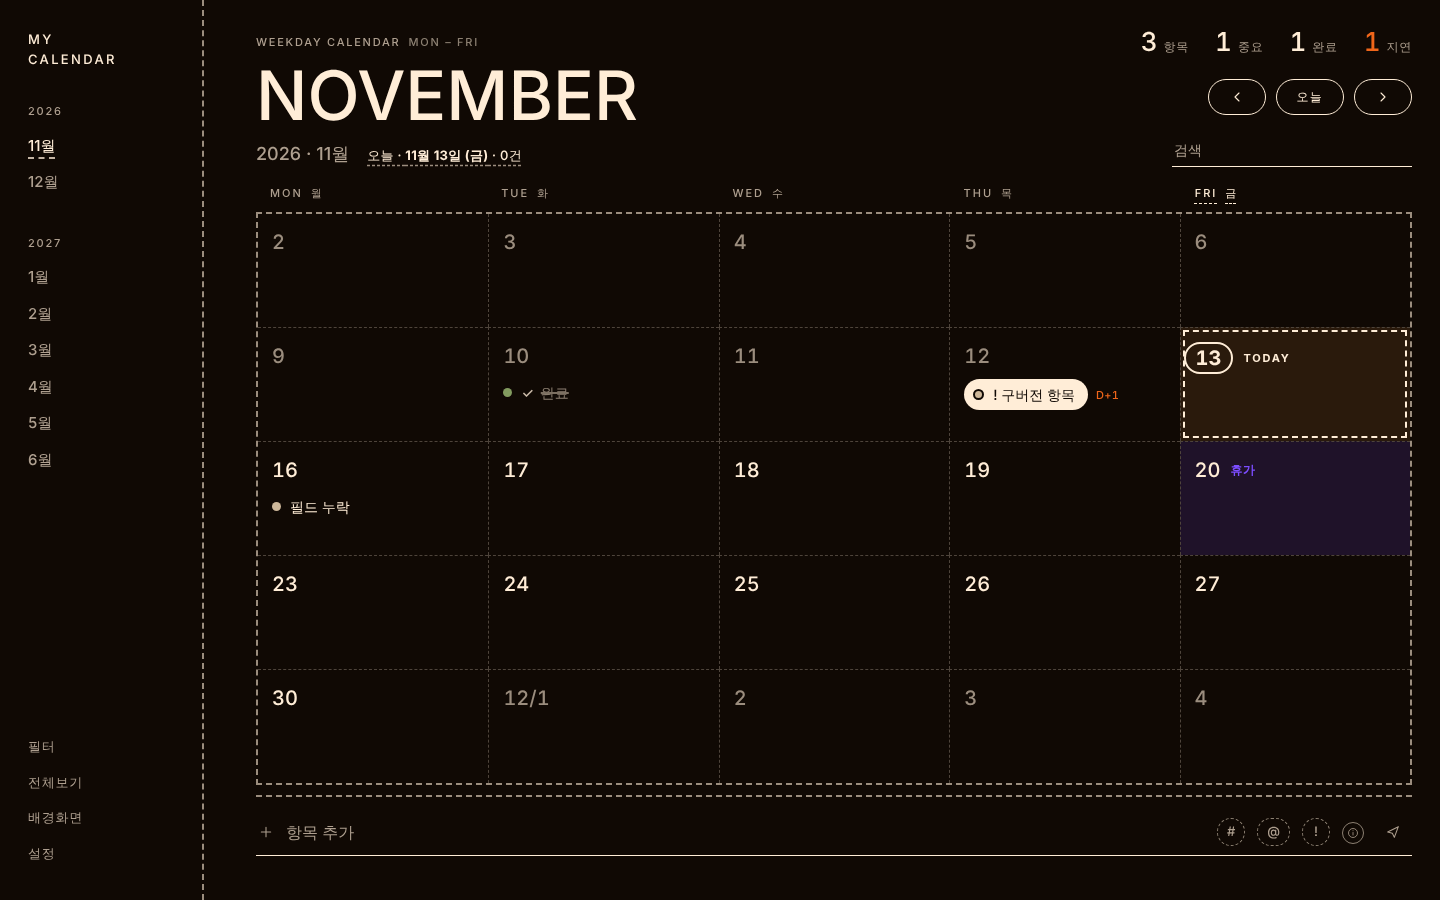 MY
CALENDAR
2026
11월
12월
2027
1월
2월
3월
4월
5월
6월
필터
전체보기
배경화면
설정
WEEKDAY CALENDAR MON – FRI
NOVEMBER
2026 · 11월 오늘 · 11월 13일 (금) · 0건
3 항목 1 중요 1 완료 1 지연
오늘
검색
MON 월 TUE 화 WED 수 THU 목 FRI 금
2 3 4 5 6
9 10 11 12 13 TODAY
완료 ! 구버전 항목 D+1
16 17 18 19 20 휴가
필드 누락
23 24 25 26 27
30 12/1 2 3 4
+ 항목 추가 # @ !